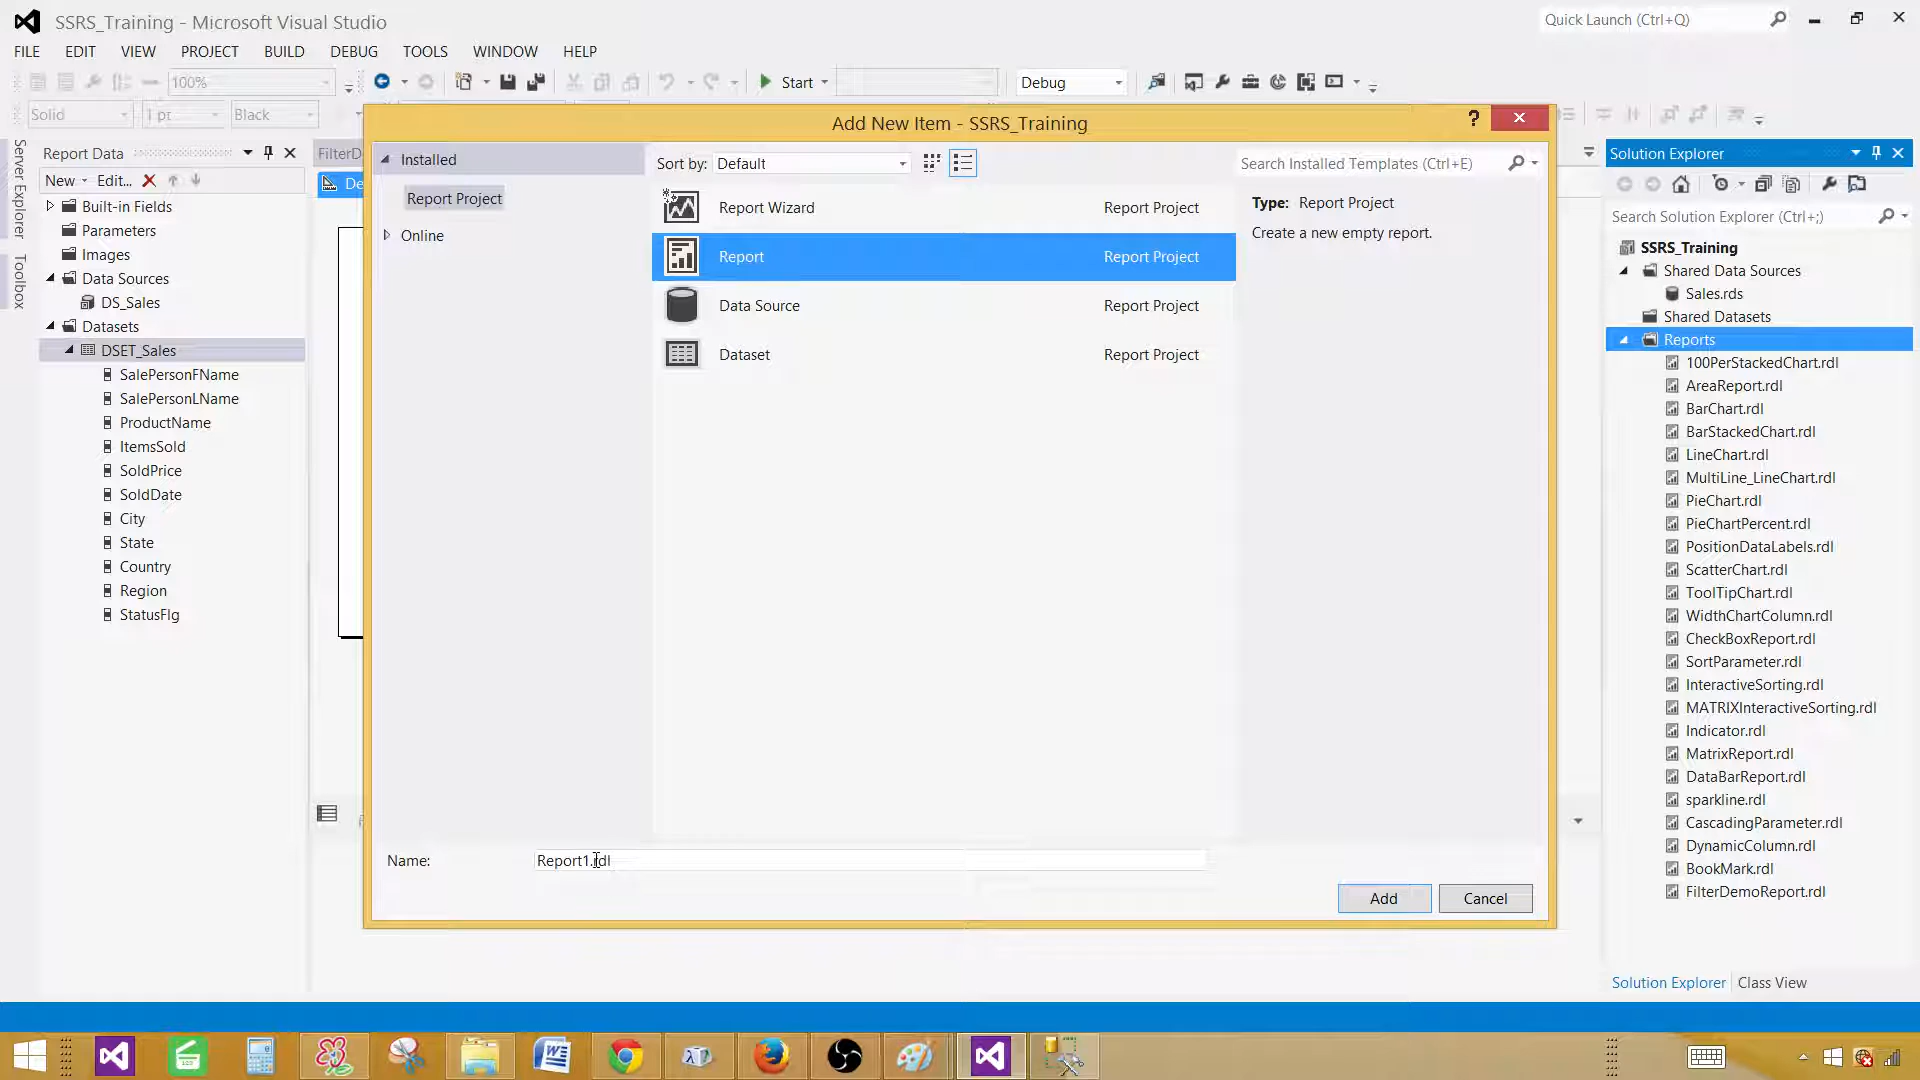 SSRS_Training - Microsoft Visual Studio
Quick Launch (Ctrl+Q)
FILE EDIT VIEW PROJECT BUILD DEBUG TOOLS WINDOW HELP
100% Start Debug
Solid 1 pt Black
Add New Item - SSRS_Training
?
Server Explorer
Toolbox
Report Data
New Edit...
Built-in Fields
Parameters
Images
Data Sources
DS_Sales
Datasets
DSET_Sales
SalePersonFName
SalePersonLName
ProductName
ItemsSold
SoldPrice
SoldDate
City
State
Country
Region
StatusFlg
Installed
Report Project
Online
Sort by: Default
Search Installed Templates (Ctrl+E)
Report Wizard Report Project
Report Report Project
Data Source Report Project
Dataset Report Project
Type: Report Project
Create a new empty report.
Name: Report1.rdl
Add Cancel
Solution Explorer
Search Solution Explorer (Ctrl+;)
SSRS_Training
Shared Data Sources
Sales.rds
Shared Datasets
Reports
100PerStackedChart.rdl
AreaReport.rdl
BarChart.rdl
BarStackedChart.rdl
LineChart.rdl
MultiLine_LineChart.rdl
PieChart.rdl
PieChartPercent.rdl
PositionDataLabels.rdl
ScatterChart.rdl
ToolTipChart.rdl
WidthChartColumn.rdl
CheckBoxReport.rdl
SortParameter.rdl
InteractiveSorting.rdl
MATRIXInteractiveSorting.rdl
Indicator.rdl
MatrixReport.rdl
DataBarReport.rdl
sparkline.rdl
CascadingParameter.rdl
DynamicColumn.rdl
BookMark.rdl
FilterDemoReport.rdl
Solution Explorer Class View